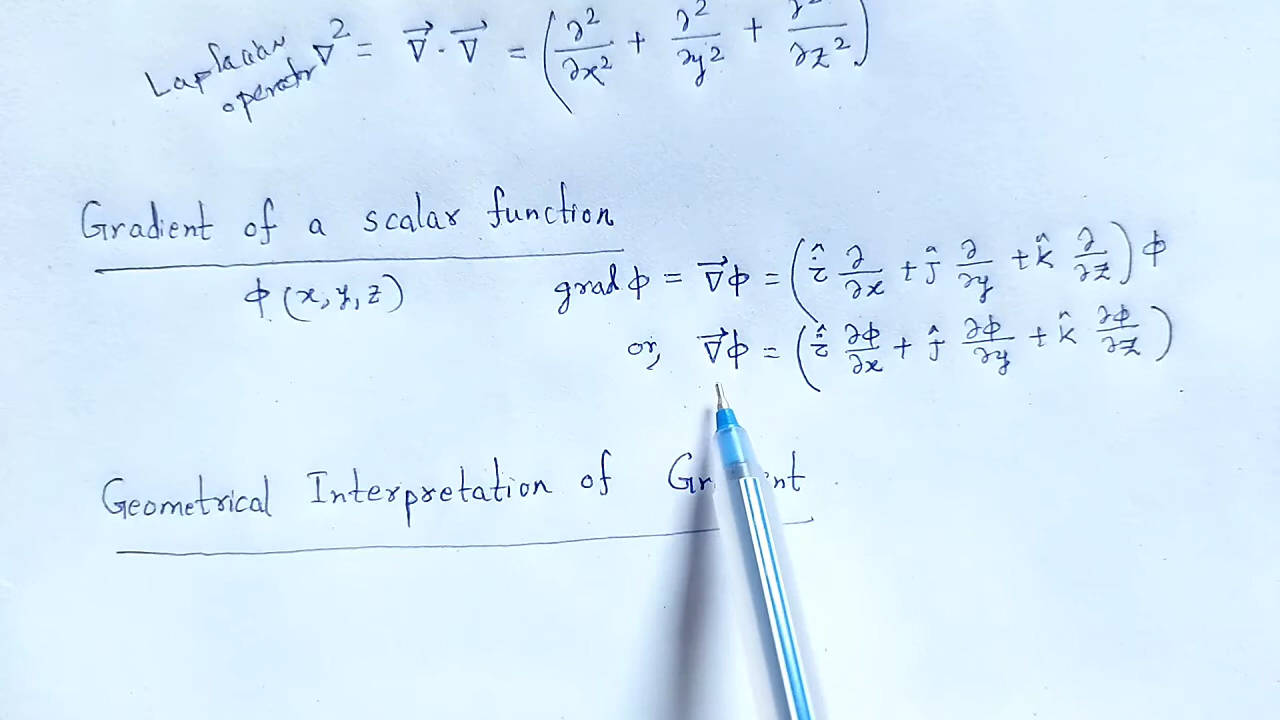 Laplacian operator ∇² = ∇⃗ . ∇⃗ = (∂²/∂x² + ∂²/∂y² + ∂²/∂z²)
Gradient of a scalar function
ϕ (x, y, z)
grad ϕ = ∇⃗ϕ = (î ∂/∂x + ĵ ∂/∂y + k̂ ∂/∂z) ϕ
or, ∇⃗ϕ = (î ∂ϕ/∂x + ĵ ∂ϕ/∂y + k̂ ∂ϕ/∂z)
Geometrical Interpretation of